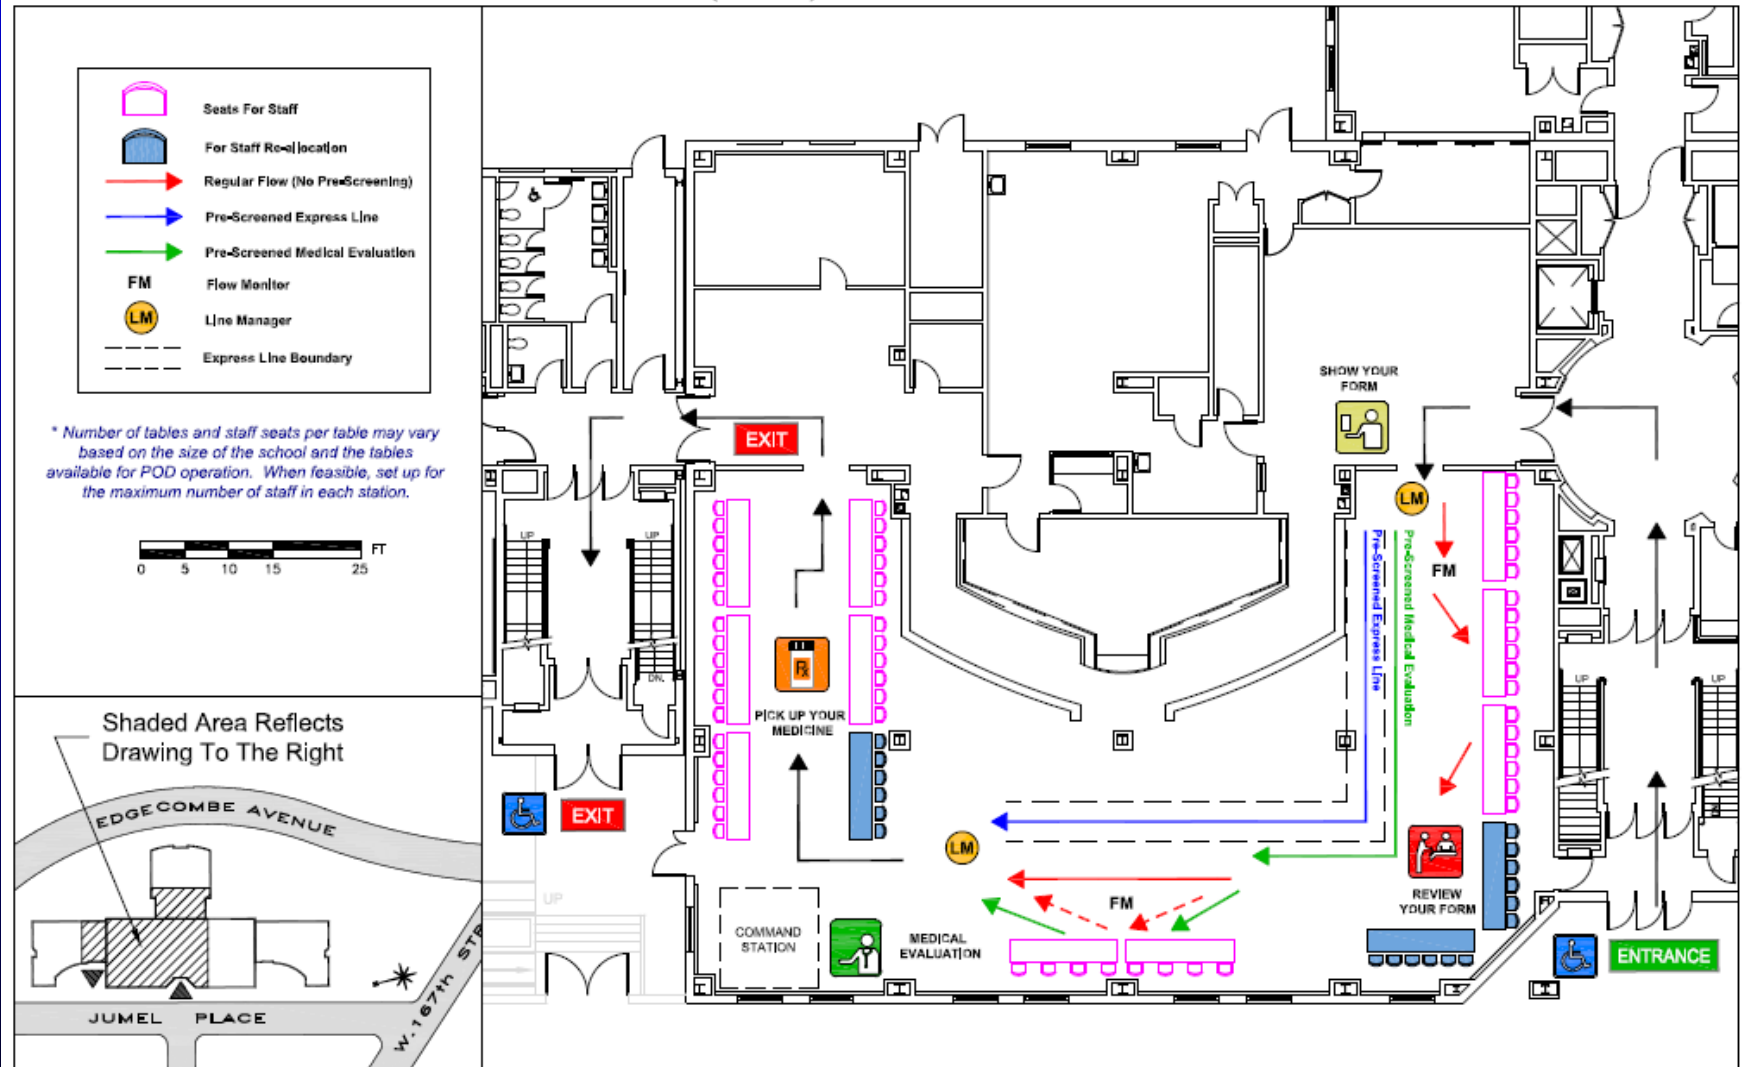 Seats For Staff
For Staff Re-allocation
Regular Flow (No Pre-Screening)
Pre-Screened Express Line
Pre-Screened Medical Evaluation
FM
Flow Monitor
LM
Line Manager
Express Line Boundary
* Number of tables and staff seats per table may vary
based on the size of the school and the tables
available for POD operation. When feasible, set up for
the maximum number of staff in each station.
FT
0 5 10 15 25
Shaded Area Reflects
Drawing To The Right
EDGECOMBE AVENUE
JUMEL PLACE
W. 167th STR
EXIT
UP
UP
DN.
EXIT
UP
PICK UP YOUR
MEDICINE
Rx
COMMAND
STATION
MEDICAL
EVALUATION
LM
FM
SHOW YOUR
FORM
LM
FM
Pre-Screened Express Line
Pre-Screened Medical Evaluation
REVIEW
YOUR FORM
UP
UP
ENTRANCE